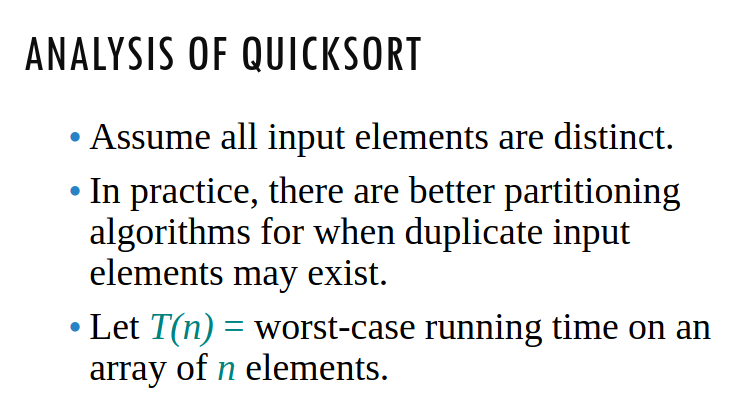 ANALYSIS OF QUICKSORT
• Assume all input elements are distinct.
• In practice, there are better partitioning
algorithms for when duplicate input
elements may exist.
• Let T(n) = worst-case running time on an
array of n elements.